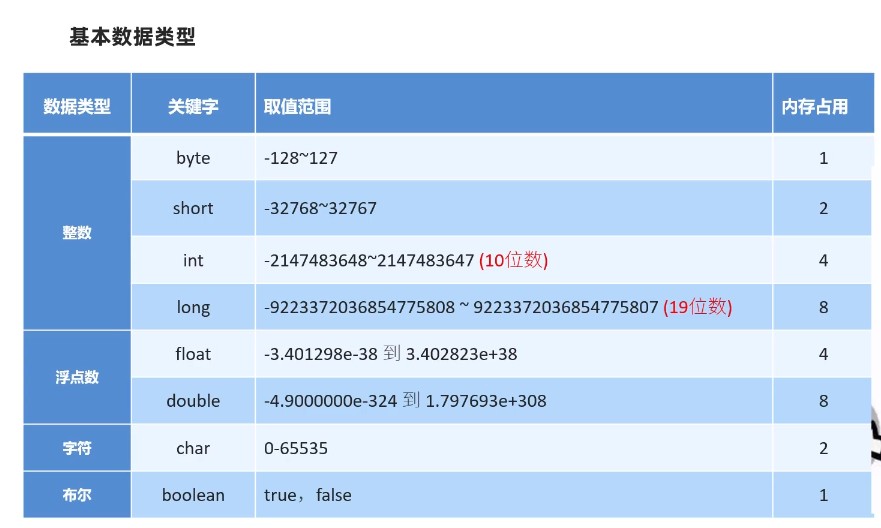 基本数据类型
数据类型 关键字 取值范围 内存占用
整数 byte -128~127 1
short -32768~32767 2
int -2147483648~2147483647 (10位数) 4
long -9223372036854775808 ~ 9223372036854775807 (19位数) 8
浮点数 float -3.401298e-38 到 3.402823e+38 4
double -4.9000000e-324 到 1.797693e+308 8
字符 char 0-65535 2
布尔 boolean true，false 1